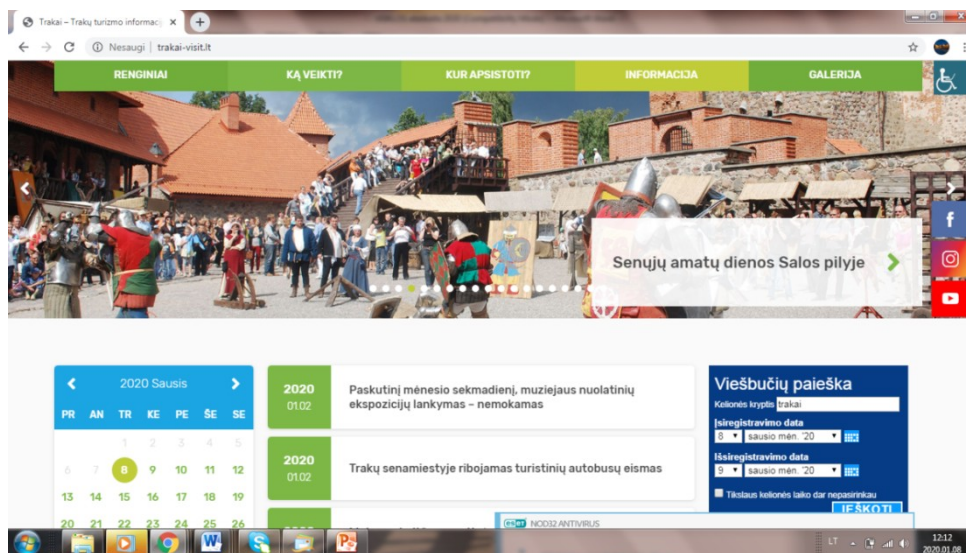 Trakai – Trakų turizmo informac
Nesaugi | trakai-visit.lt
RENGINIAI
KĄ VEIKTI?
KUR APSISTOTI?
INFORMACIJA
GALERIJA
Senųjų amatų dienos Salos pilyje
2020 Sausis
PR AN TR KE PE ŠE SE
1 2 3 4 5
6 7 8 9 10 11 12
13 14 15 16 17 18 19
20 21 22 23 24 25 26
2020
01.02
Paskutinį mėnesio sekmadienį, muziejaus nuolatinių
ekspozicijų lankymas – nemokamas
2020
01.02
Trakų senamiestyje ribojamas turistinių autobusų eismas
Viešbučių paieška
Kelionės kryptis trakai
Įsiregistravimo data
8 sausio mėn. '20
Išsiregistravimo data
9 sausio mėn. '20
Tikslaus kelionės laiko dar nepasirinkau
IEŠKOTI
eset NOD32 ANTIVIRUS
LT
12:12
2020.01.08